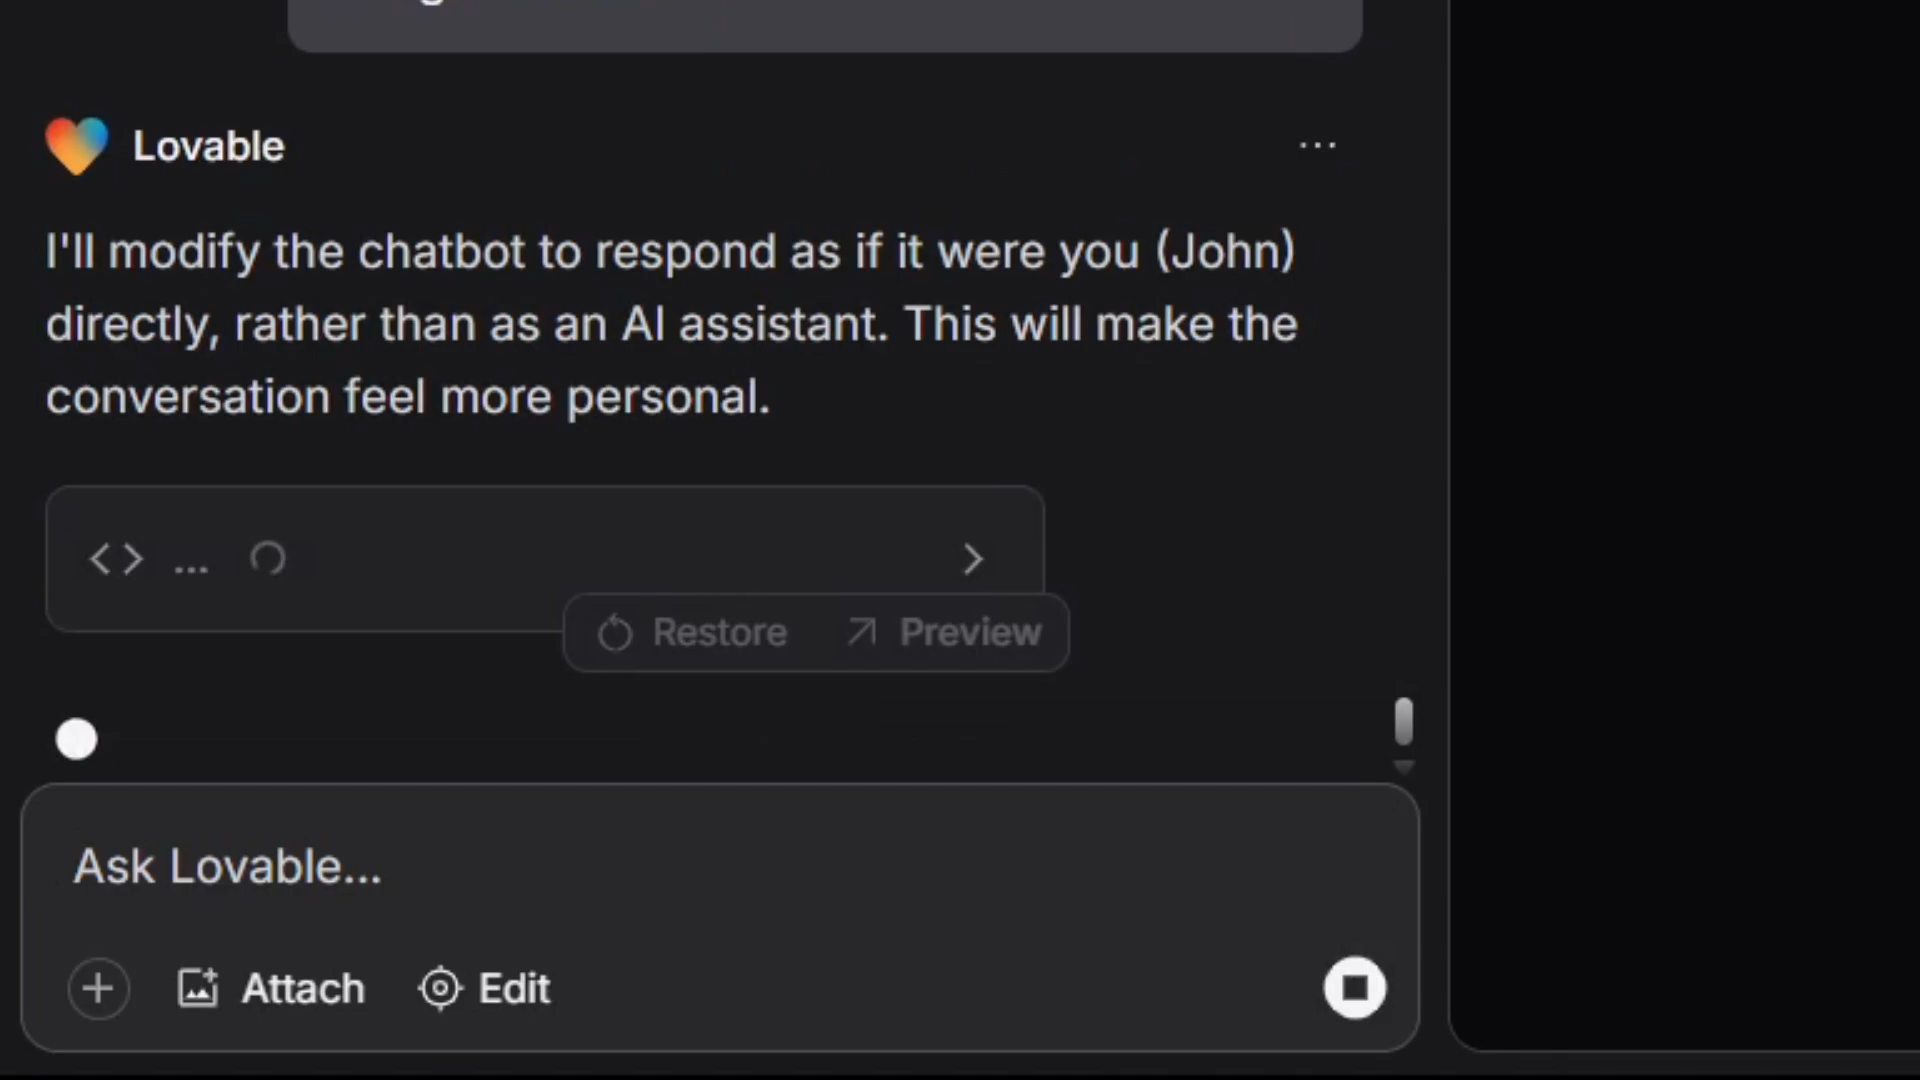 Lovable
...
I'll modify the chatbot to respond as if it were you (John)
directly, rather than as an AI assistant. This will make the
conversation feel more personal.
<> ...
Restore Preview
Ask Lovable...
Attach Edit